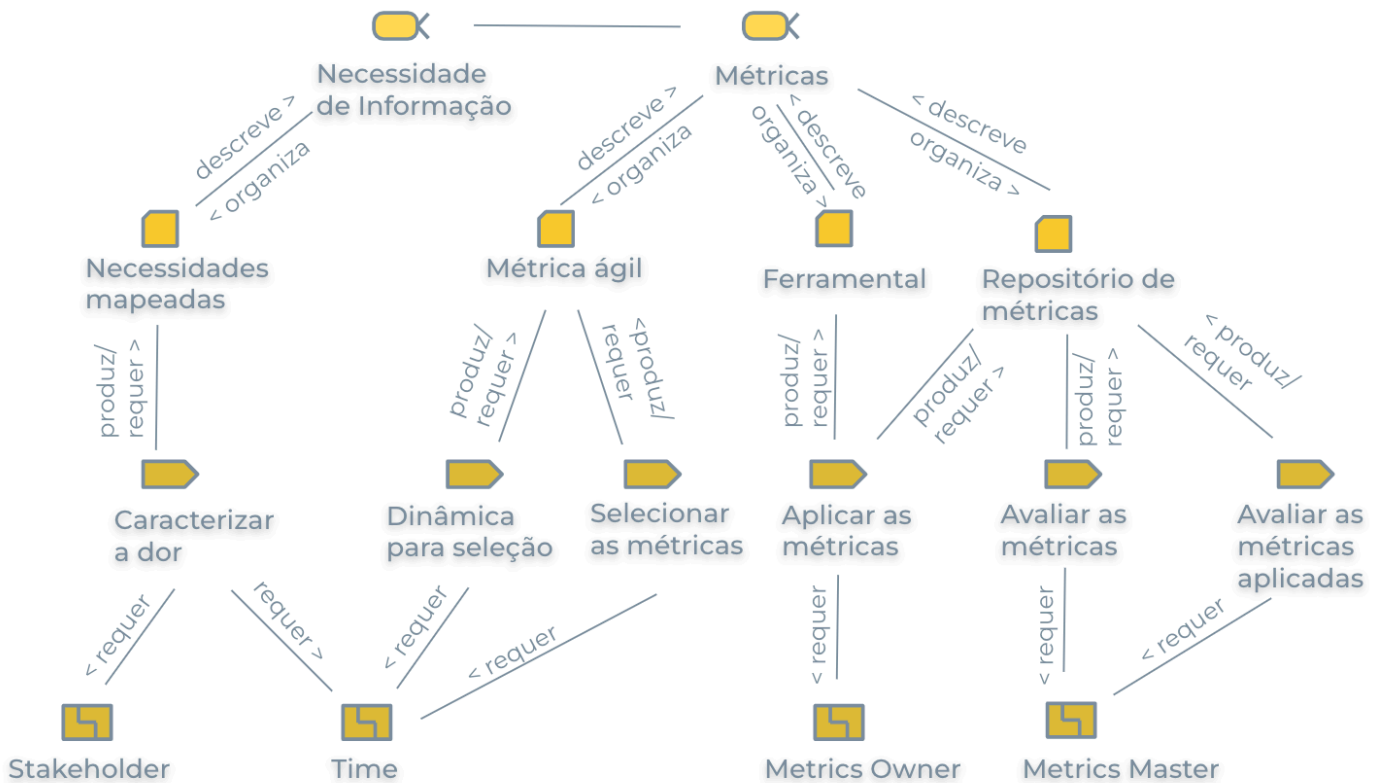 Necessidade
de Informação
Métricas
descreve >
< organiza
descreve >
< organiza
< descreve
organiza >
< descreve
organiza >
Necessidades
mapeadas
Métrica ágil
Ferramental
Repositório de
métricas
produz/
requer >
produz/
requer >
<produz/
requer
produz/
requer >
produz/
requer >
produz/
requer >
< produz/
requer
Caracterizar
a dor
Dinâmica
para seleção
Selecionar
as métricas
Aplicar as
métricas
Avaliar as
métricas
Avaliar as
métricas
aplicadas
< requer
requer >
< requer
< requer
< requer
< requer
< requer
Stakeholder
Time
Metrics Owner
Metrics Master